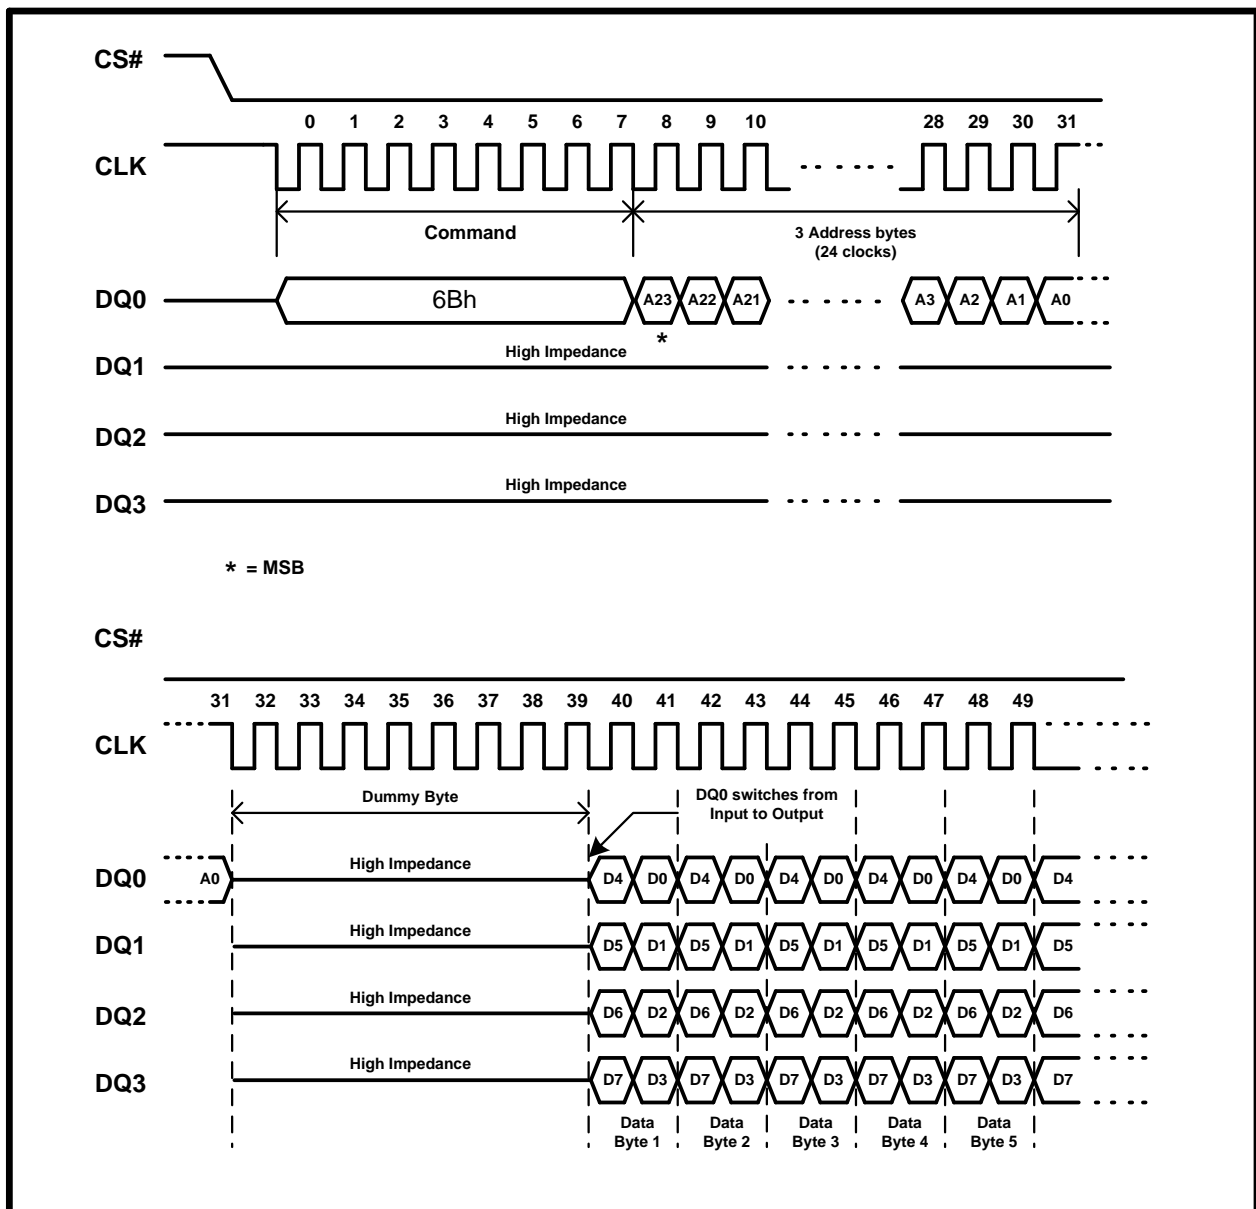 CS#
0 1 2 3 4 5 6 7 8 9 10 28 29 30 31
CLK
Command
3 Address bytes
(24 clocks)
DQ0 6Bh A23 A22 A21 A3 A2 A1 A0
*
High Impedance
DQ1
High Impedance
DQ2
High Impedance
DQ3
* = MSB
CS#
31 32 33 34 35 36 37 38 39 40 41 42 43 44 45 46 47 48 49
CLK
Dummy Byte
DQ0 switches from
Input to Output
High Impedance
DQ0 A0 D4 D0 D4 D0 D4 D0 D4 D0 D4 D0 D4
High Impedance
DQ1 D5 D1 D5 D1 D5 D1 D5 D1 D5 D1 D5
High Impedance
DQ2 D6 D2 D6 D2 D6 D2 D6 D2 D6 D2 D6
High Impedance
DQ3 D7 D3 D7 D3 D7 D3 D7 D3 D7 D3 D7
Data Byte 1
Data Byte 2
Data Byte 3
Data Byte 4
Data Byte 5